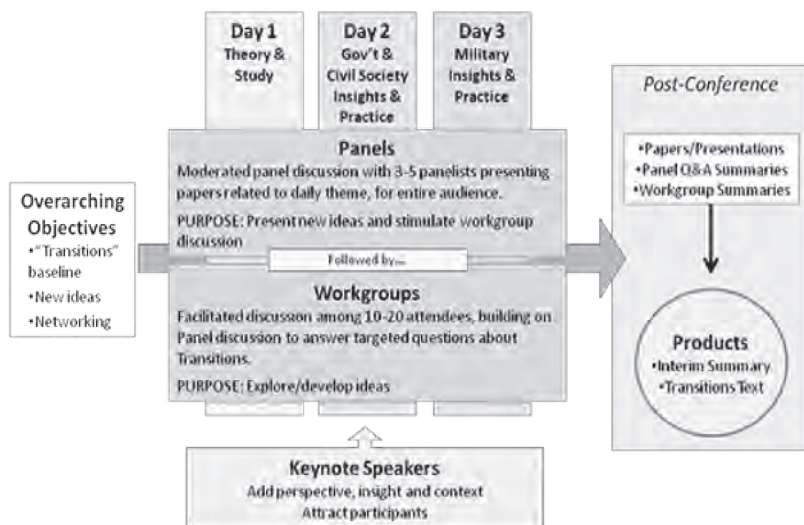 Day 1
Theory &
Study
Day 2
Gov't &
Civil Society
Insights &
Practice
Day 3
Military
Insights &
Practice
Panels
Moderated panel discussion with 3-5 panelists presenting
papers related to daily theme, for entire audience.
PURPOSE: Present new ideas and stimulate workgroup
discussion
Followed by...
Workgroups
Facilitated discussion among 10-20 attendees, building on
Panel discussion to answer targeted questions about
Transitions.
PURPOSE: Explore/develop ideas
Overarching
Objectives
•"Transitions"
baseline
•New ideas
•Networking
Keynote Speakers
Add perspective, insight and context
Attract participants
Post-Conference
•Papers/Presentations
•Panel Q&A Summaries
•Workgroup Summaries
Products
•Interim Summary
•Transitions Text